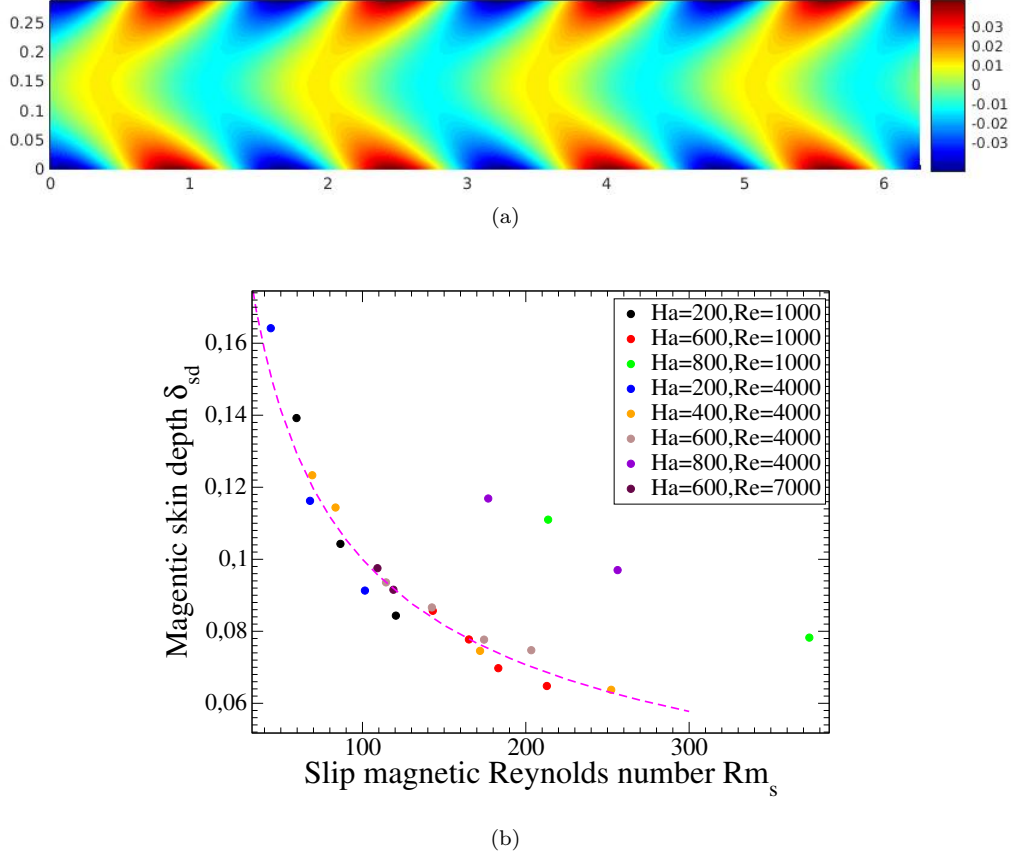 0.25
0.2
0.15
0.1
0.05
0
0 1 2 3 4 5 6
0.03
0.02
0.01
0
-0.01
-0.02
-0.03
(a)
Magentic skin depth δsd
0,16
0,14
0,12
0,1
0,08
0,06
100 200 300
Slip magnetic Reynolds number Rms
Ha=200,Re=1000
Ha=600,Re=1000
Ha=800,Re=1000
Ha=200,Re=4000
Ha=400,Re=4000
Ha=600,Re=4000
Ha=800,Re=4000
Ha=600,Re=7000
(b)